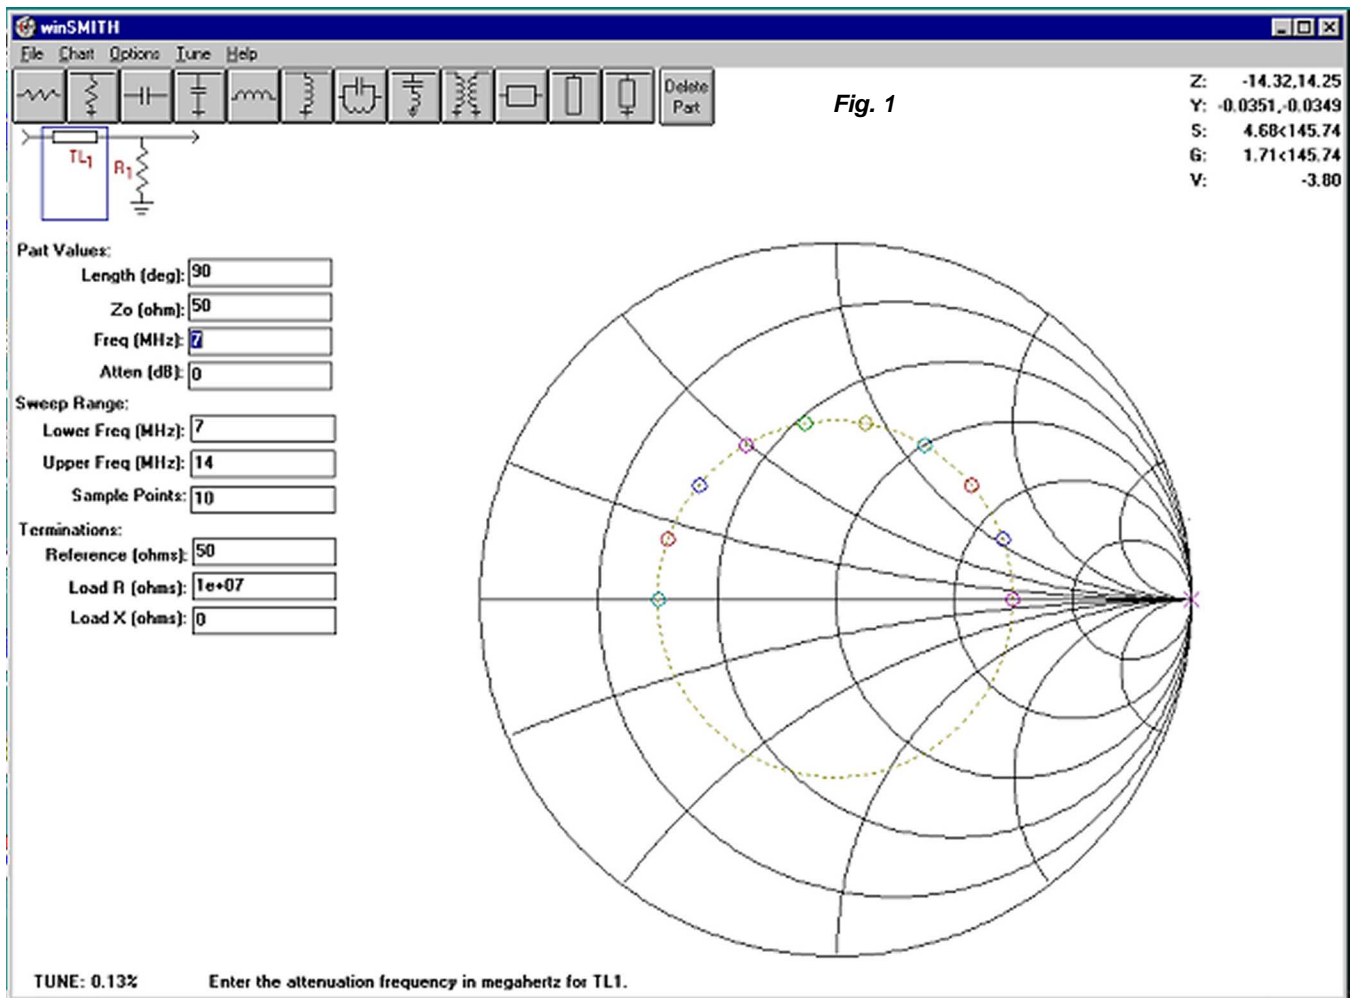 winSMITH
File Chart Options Tune Help
Delete Part
Fig. 1
Z: -14.32,14.25
Y: -0.0351,-0.0349
S: 4.68<145.74
G: 1.71<145.74
V: -3.80
TL1
R1
Part Values:
Length (deg): 90
Zo (ohm): 50
Freq (MHz): 7
Atten (dB): 0
Sweep Range:
Lower Freq (MHz): 7
Upper Freq (MHz): 14
Sample Points: 10
Terminations:
Reference (ohms): 50
Load R (ohms): 1e+07
Load X (ohms): 0
TUNE: 0.13% Enter the attenuation frequency in megahertz for TL1.